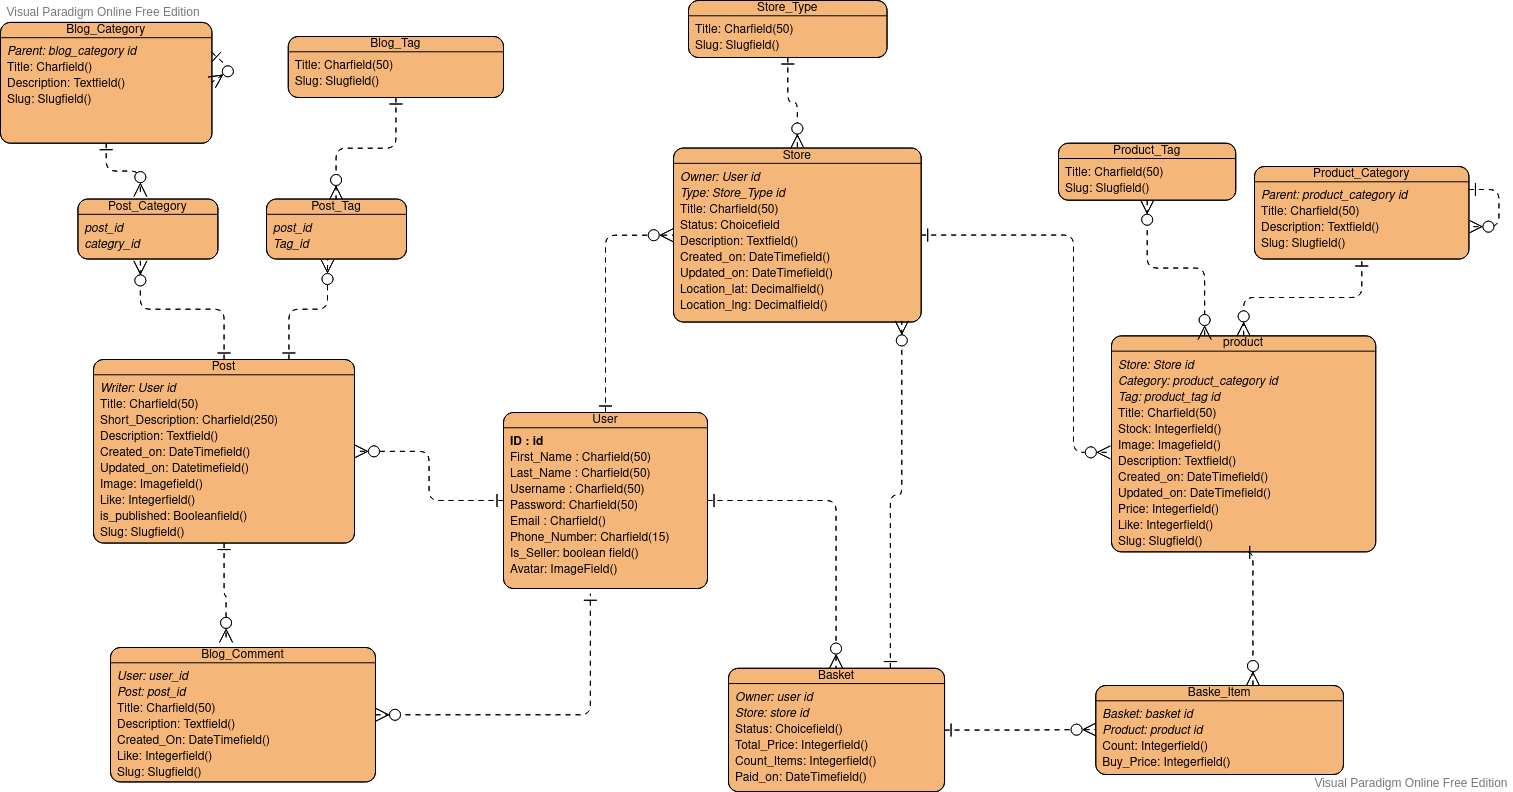 Visual Paradigm Online Free Edition
Blog_Category
Parent: blog_category id
Title: Charfield()
Description: Textfield()
Slug: Slugfield()
Blog_Tag
Title: Charfield(50)
Slug: Slugfield()
Store_Type
Title: Charfield(50)
Slug: Slugfield()
Post_Category
post_id
categry_id
Post_Tag
post_id
Tag_id
Store
Owner: User id
Type: Store_Type id
Title: Charfield(50)
Status: Choicefield
Description: Textfield()
Created_on: DateTimefield()
Updated_on: DateTimefield()
Location_lat: Decimalfield()
Location_lng: Decimalfield()
Product_Tag
Title: Charfield(50)
Slug: Slugfield()
Product_Category
Parent: product_category id
Title: Charfield(50)
Description: Textfield()
Slug: Slugfield()
Post
Writer: User id
Title: Charfield(50)
Short_Description: Charfield(250)
Description: Textfield()
Created_on: DateTimefield()
Updated_on: Datetimefield()
Image: Imagefield()
Like: Integerfield()
is_published: Booleanfield()
Slug: Slugfield()
User
ID : id
First_Name : Charfield(50)
Last_Name : Charfield(50)
Username : Charfield(50)
Password: Charfield(50)
Email : Charfield()
Phone_Number: Charfield(15)
Is_Seller: boolean field()
Avatar: ImageField()
product
Store: Store id
Category: product_category id
Tag: product_tag id
Title: Charfield(50)
Stock: Integerfield()
Image: Imagefield()
Description: Textfield()
Created_on: DateTimefield()
Updated_on: DateTimefield()
Price: Integerfield()
Like: Integerfield()
Slug: Slugfield()
Blog_Comment
User: user_id
Post: post_id
Title: Charfield(50)
Description: Textfield()
Created_On: DateTimefield()
Like: Integerfield()
Slug: Slugfield()
Basket
Owner: user id
Store: store id
Status: Choicefield()
Total_Price: Integerfield()
Count_Items: Integerfield()
Paid_on: DateTimefield()
Baske_Item
Basket: basket id
Product: product id
Count: Integerfield()
Buy_Price: Integerfield()
Visual Paradigm Online Free Edition